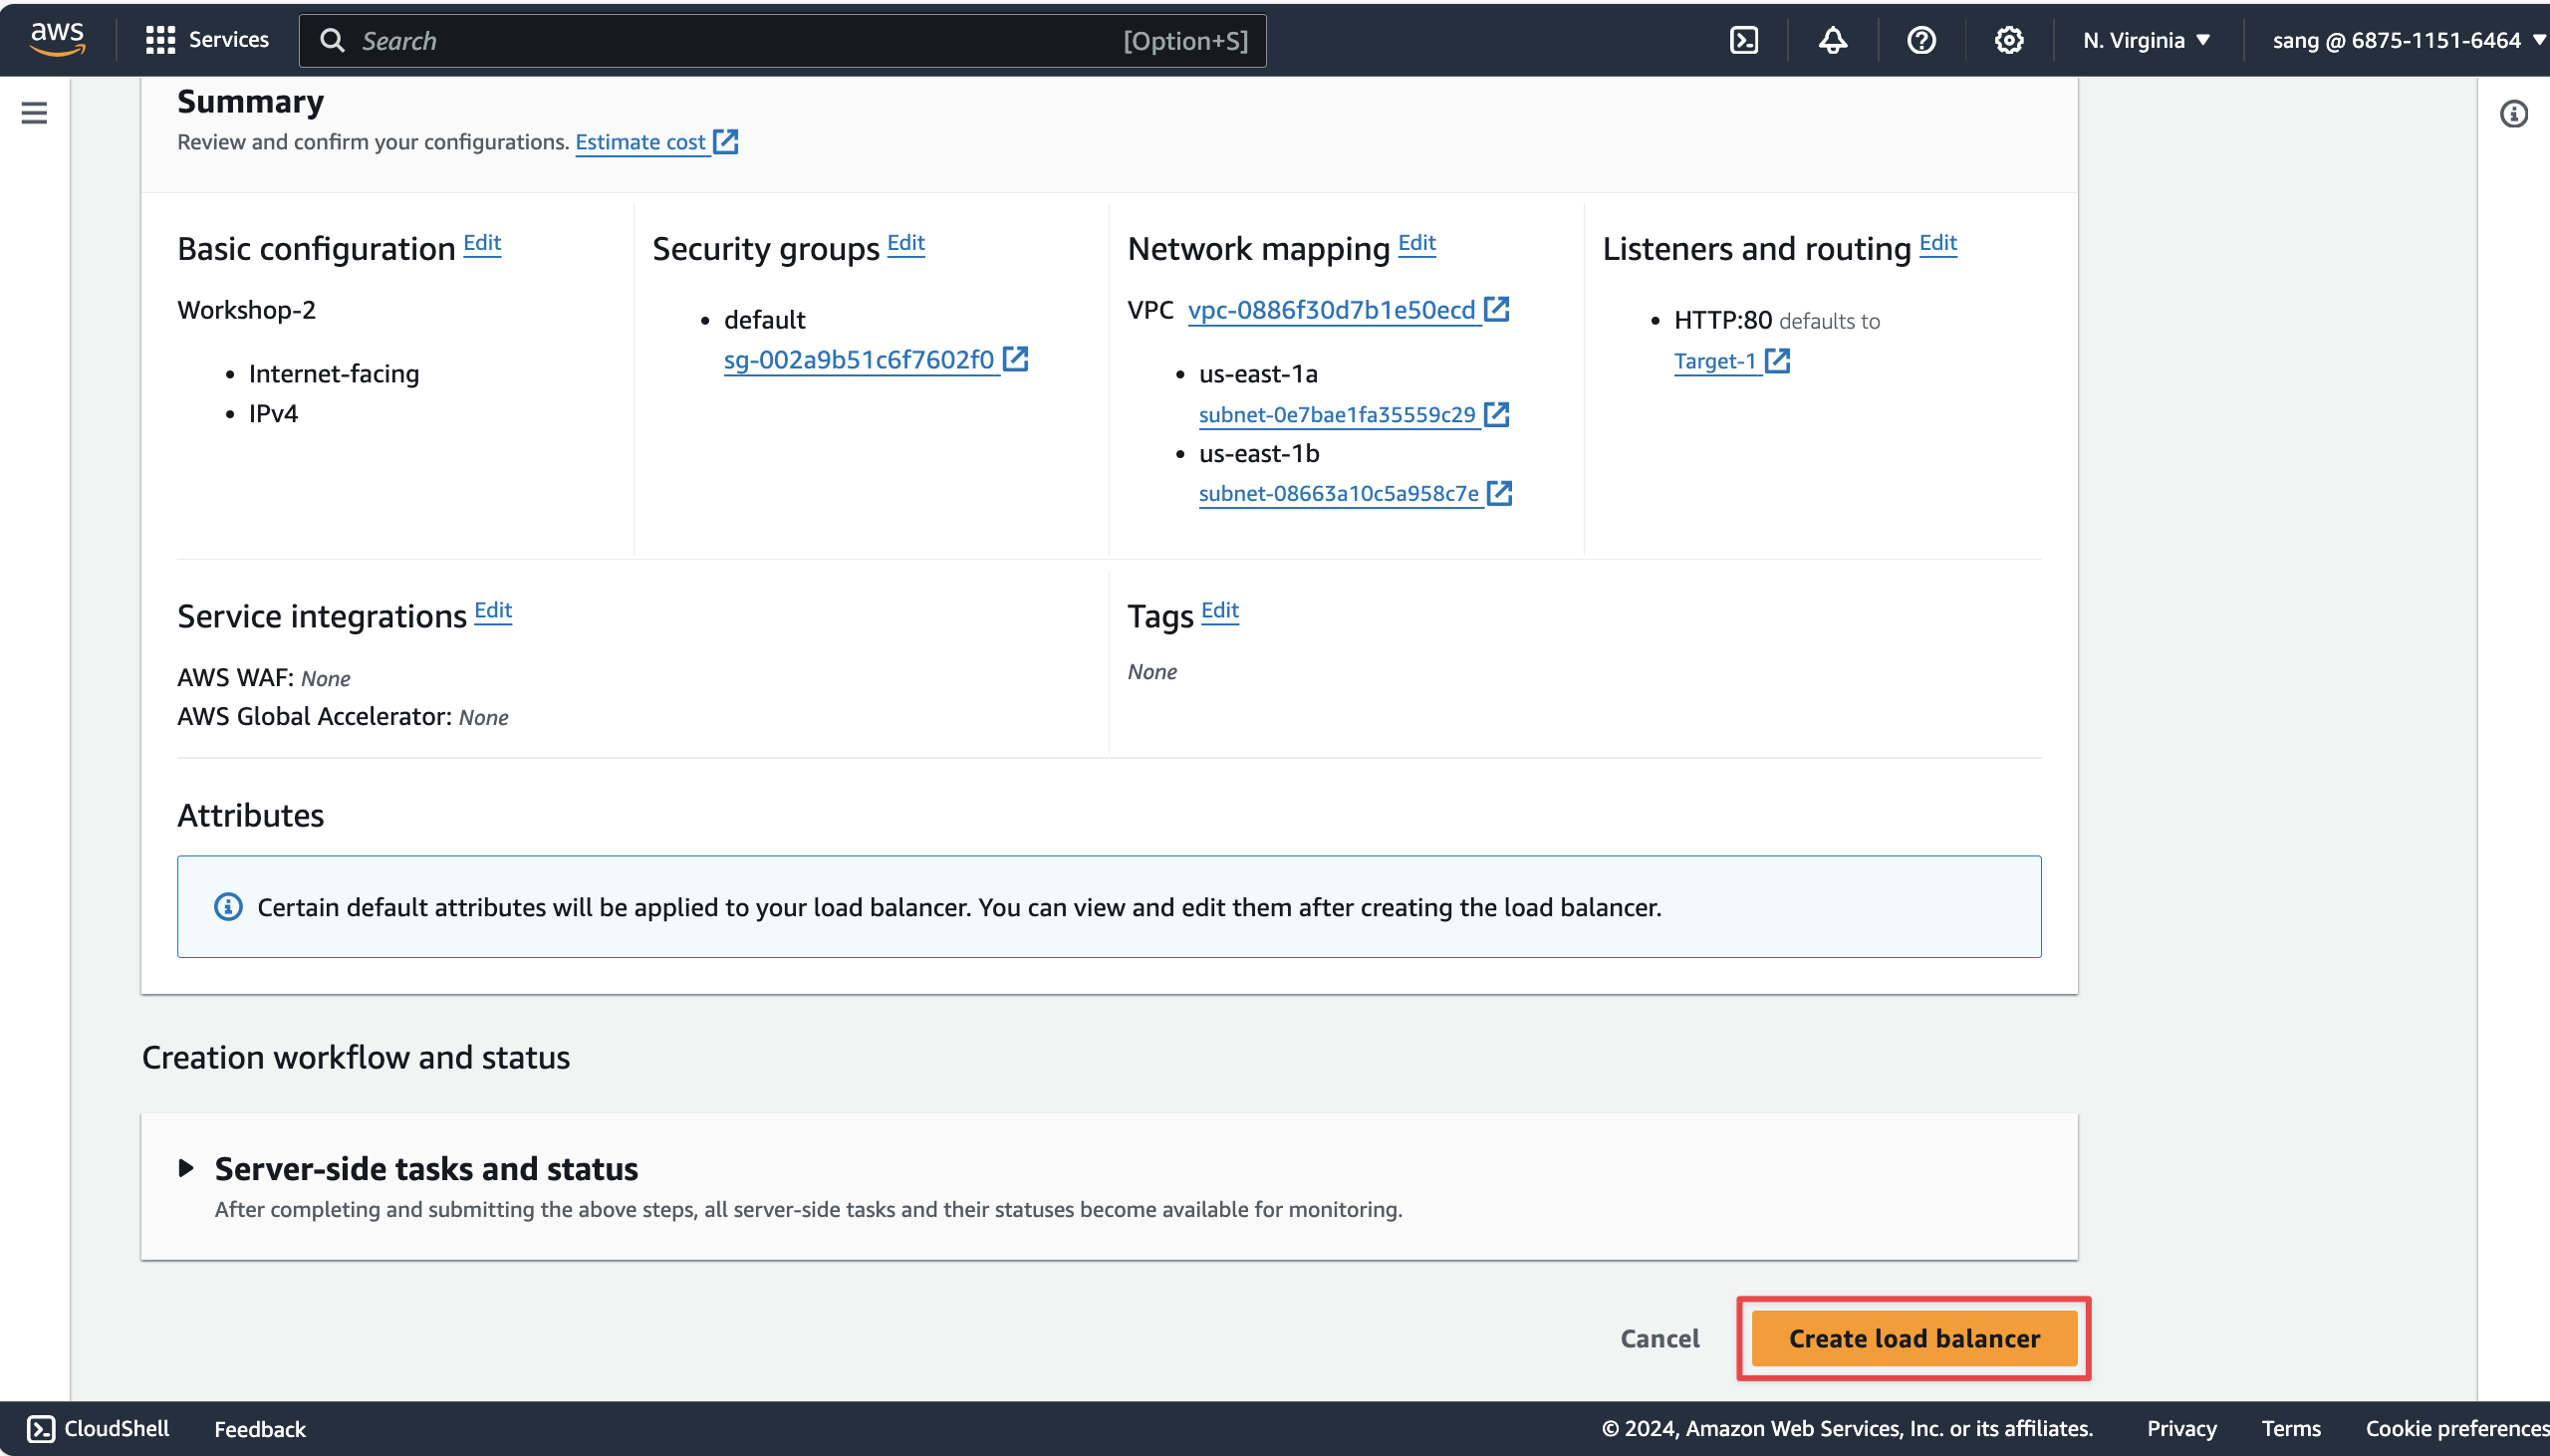 aws
Services
Search
[Option+S]
N. Virginia
sang @ 6875-1151-6464
Summary
Review and confirm your configurations. Estimate cost
Basic configuration Edit
Workshop-2
Internet-facing
IPv4
Security groups Edit
default
sg-002a9b51c6f7602f0
Network mapping Edit
VPC vpc-0886f30d7b1e50ecd
us-east-1a
subnet-0e7bae1fa35559c29
us-east-1b
subnet-08663a10c5a958c7e
Listeners and routing Edit
HTTP:80 defaults to
Target-1
Service integrations Edit
AWS WAF: None
AWS Global Accelerator: None
Tags Edit
None
Attributes
Certain default attributes will be applied to your load balancer. You can view and edit them after creating the load balancer.
Creation workflow and status
Server-side tasks and status
After completing and submitting the above steps, all server-side tasks and their statuses become available for monitoring.
Cancel
Create load balancer
CloudShell
Feedback
© 2024, Amazon Web Services, Inc. or its affiliates.
Privacy
Terms
Cookie preferences